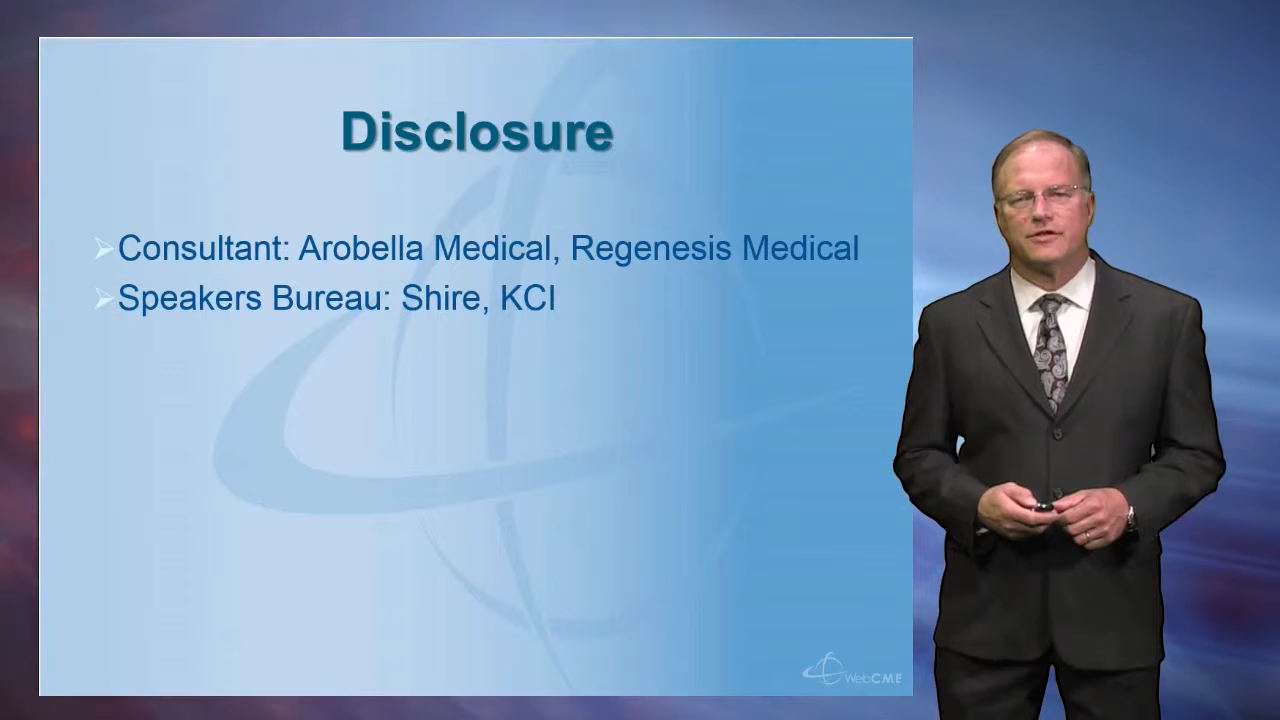 Disclosure
Consultant: Arobella Medical, Regenesis Medical
Speakers Bureau: Shire, KCI
WebCME